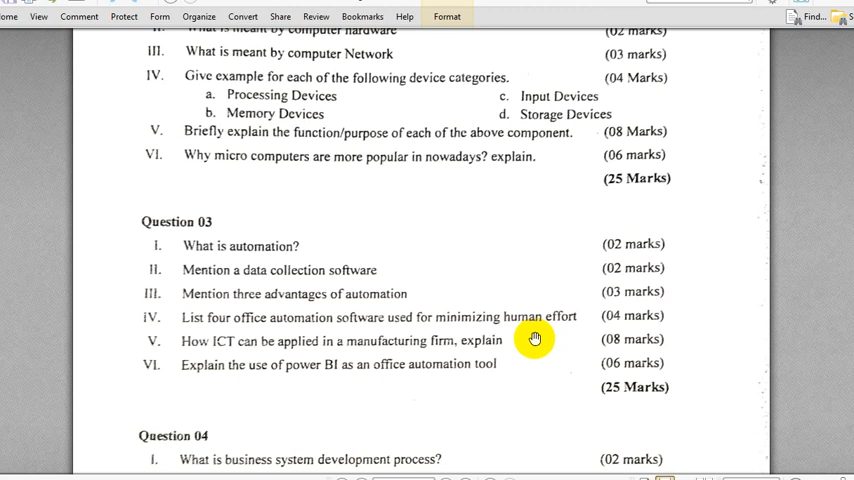 ome View Comment Protect Form Organize Convert Share Review Bookmarks Help Format Find... S
II. What is meant by computer hardware (02 marks)
III. What is meant by computer Network (03 marks)
IV. Give example for each of the following device categories. (04 Marks)
a. Processing Devices c. Input Devices
b. Memory Devices d. Storage Devices
V. Briefly explain the function/purpose of each of the above component. (08 Marks)
VI. Why micro computers are more popular in nowadays? explain. (06 marks)
(25 Marks)
Question 03
I. What is automation? (02 marks)
II. Mention a data collection software (02 marks)
III. Mention three advantages of automation (03 marks)
IV. List four office automation software used for minimizing human effort (04 marks)
V. How ICT can be applied in a manufacturing firm, explain (08 marks)
VI. Explain the use of power BI as an office automation tool (06 marks)
(25 Marks)
Question 04
I. What is business system development process? (02 marks)